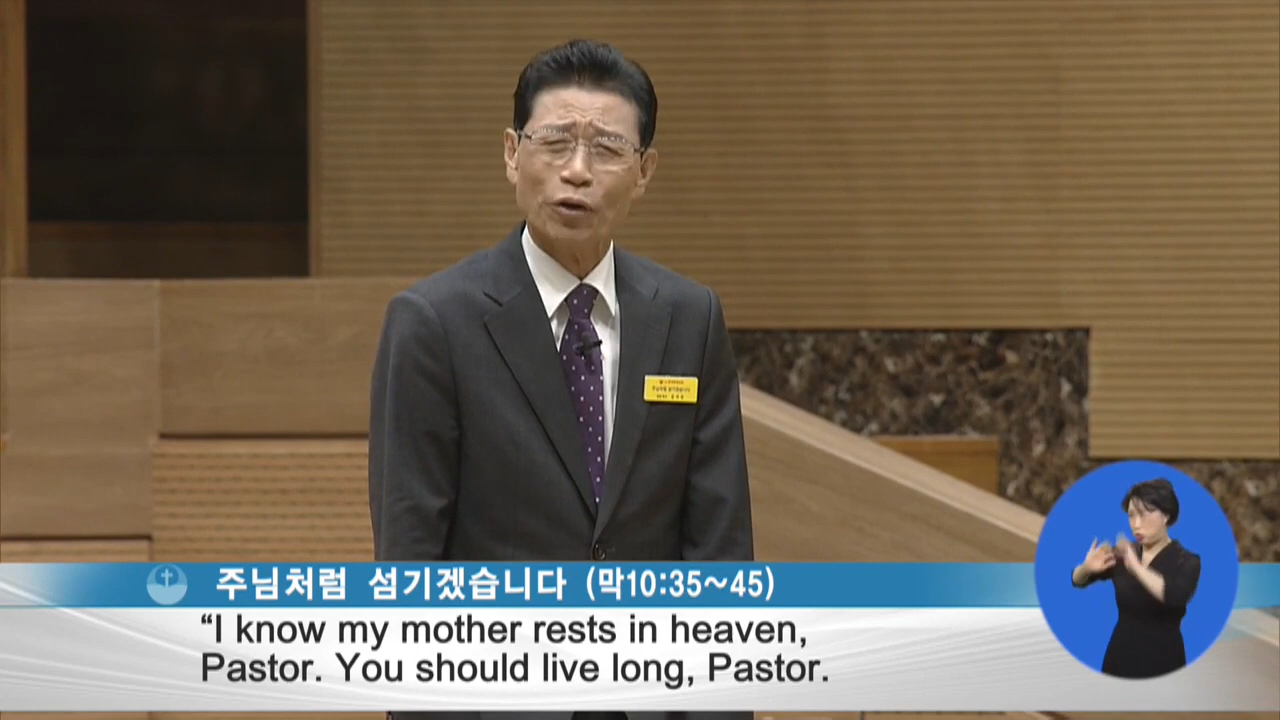 주님처럼 섬기겠습니다 (막10:35~45)
“I know my mother rests in heaven,
Pastor. You should live long, Pastor.